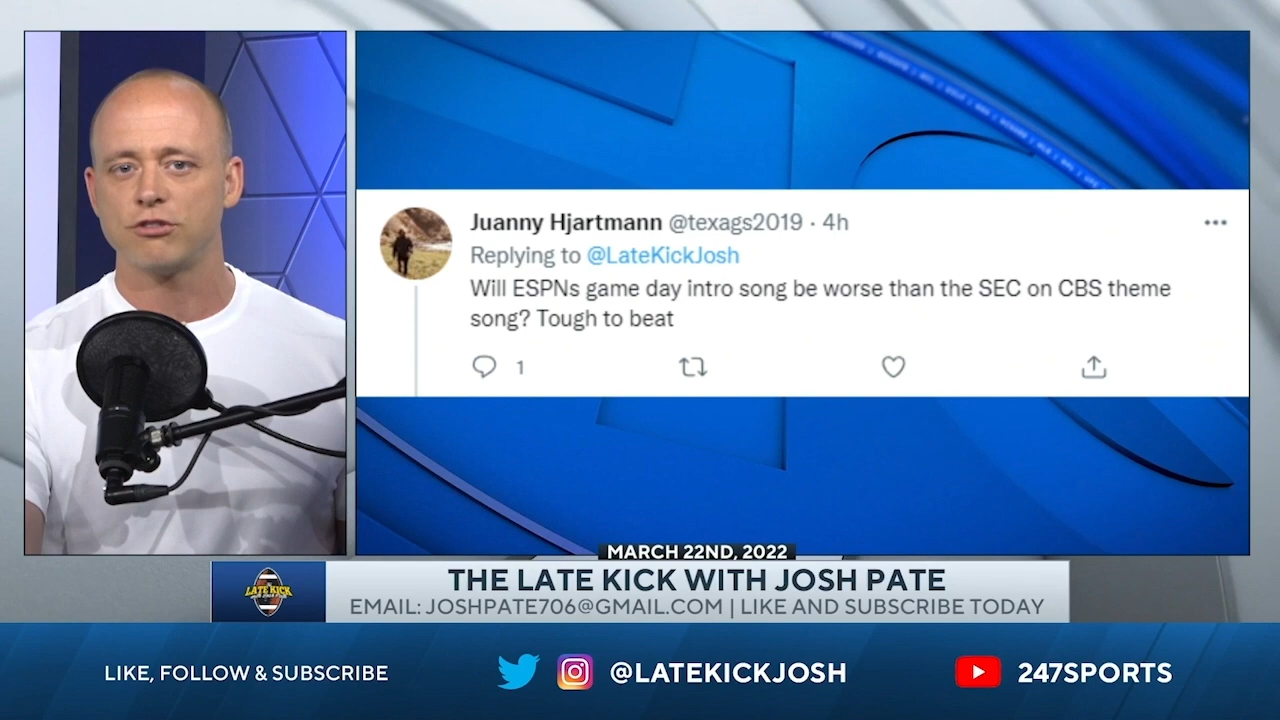 Juanny Hjartmann @texags2019 · 4h
Replying to @LateKickJosh
Will ESPNs game day intro song be worse than the SEC on CBS theme
song? Tough to beat
1
MARCH 22ND, 2022
THE LATE KICK WITH JOSH PATE
LATE KICK
EMAIL: JOSHPATE706@GMAIL.COM | LIKE AND SUBSCRIBE TODAY
LIKE, FOLLOW & SUBSCRIBE
@LATEKICKJOSH
247SPORTS